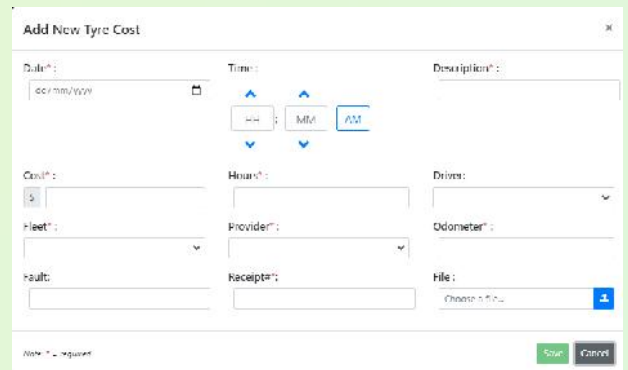 Add New Tyre Cost ×
Date* : Time : Description* :
dd/mm/yyyy
HH : MM AM
Cost* : Hours* : Driver:
$
Fleet* : Provider* : Odometer* :
Fault: Receipt#*: File :
Choose a file...
Note: * = required Save Cancel